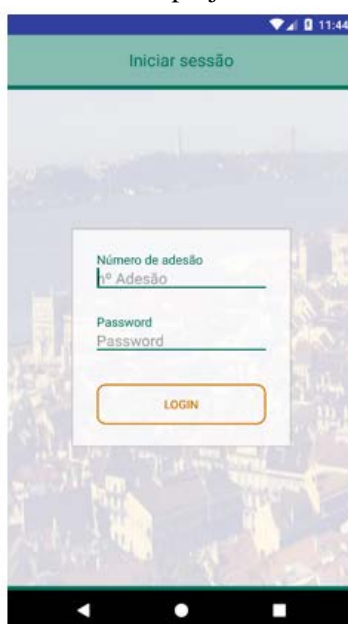 11:44
Iniciar sessão
Número de adesão
nº Adesão
Password
Password
LOGIN